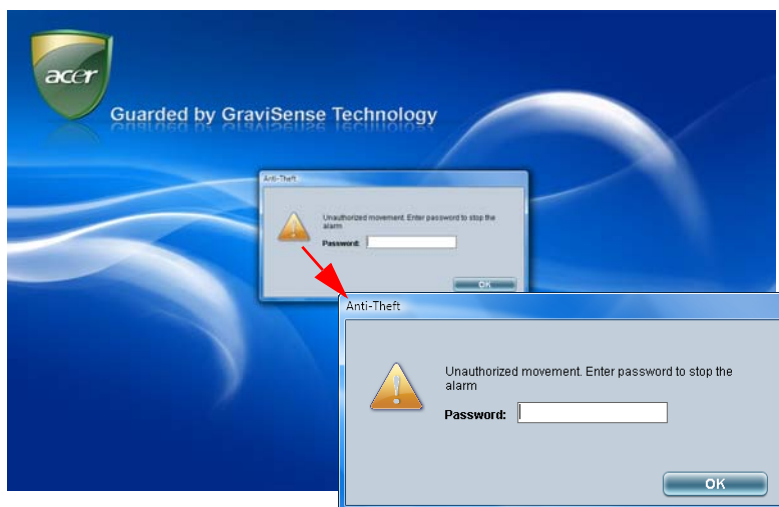 acer
Guarded by GraviSense Technology
Anti-Theft
Unauthorized movement. Enter password to stop the
alarm
Password:
OK
Anti-Theft
Unauthorized movement. Enter password to stop the
alarm
Password:
OK